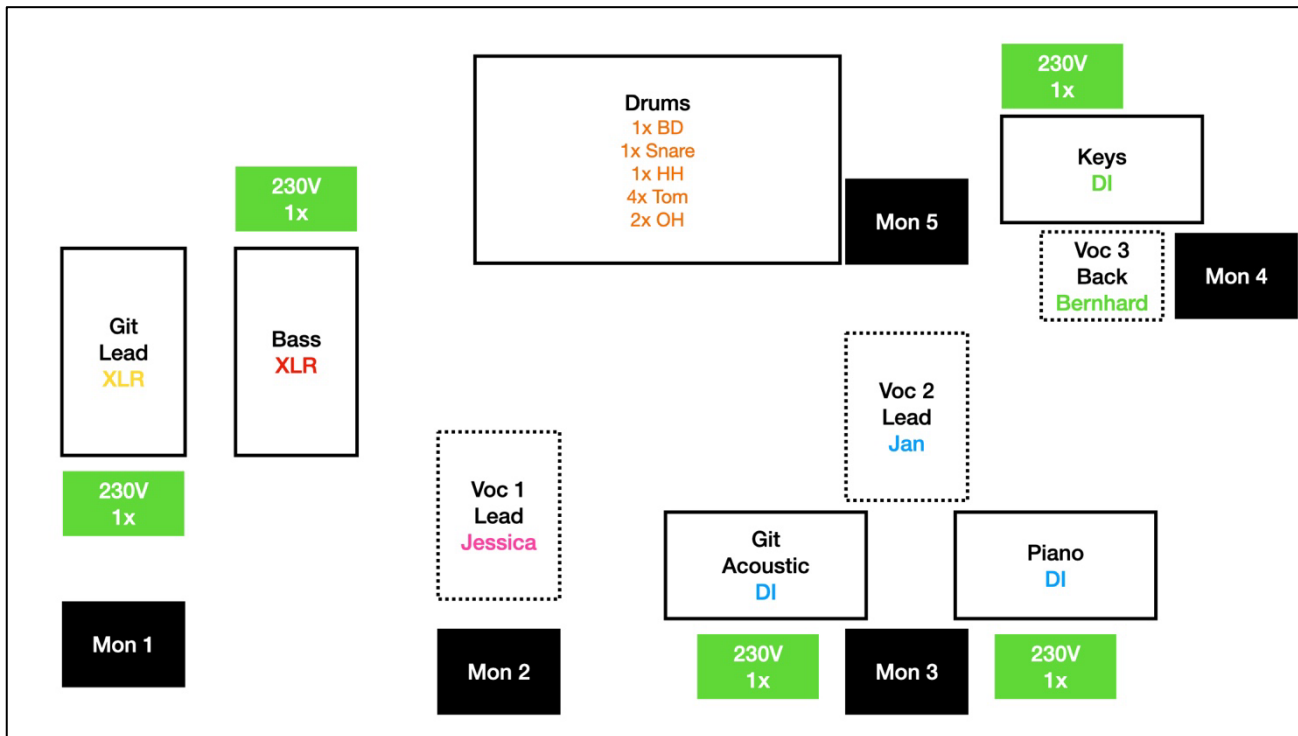 230V
1x
Drums
1x BD
1x Snare
1x HH
4x Tom
2x OH
Keys
DI
230V
1x
Mon 5
Voc 3
Back
Bernhard
Mon 4
Git
Lead
XLR
Bass
XLR
Voc 2
Lead
Jan
230V
1x
Voc 1
Lead
Jessica
Git
Acoustic
DI
Piano
DI
Mon 1
Mon 2
230V
1x
Mon 3
230V
1x